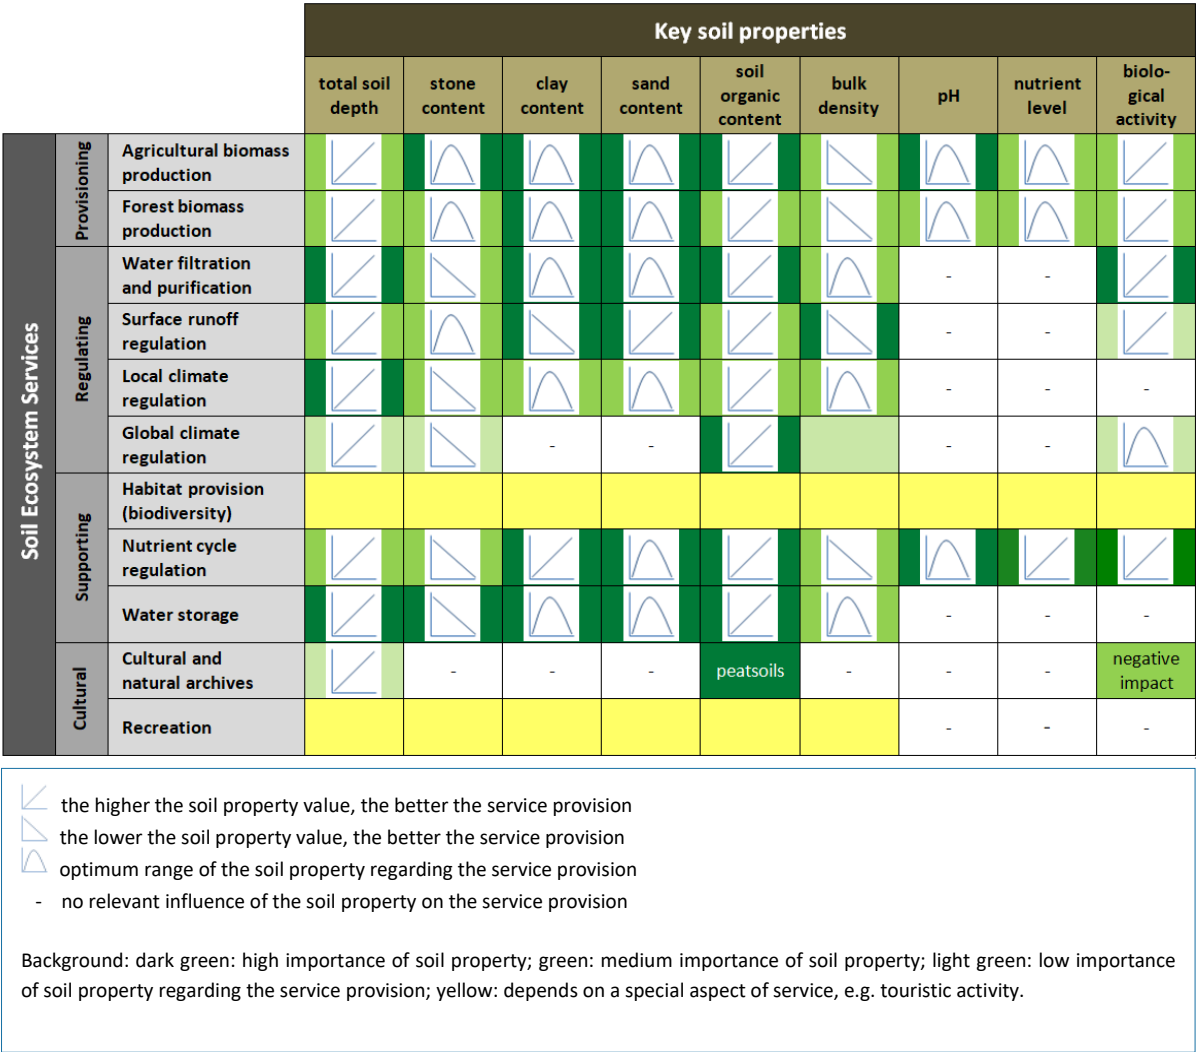 Key soil properties
total soil
depth
stone
content
clay
content
sand
content
soil
organic
content
bulk
density
pH
nutrient
level
biolo-
gical
activity
Soil Ecosystem Services
Provisioning
Agricultural biomass
production
Forest biomass
production
Regulating
Water filtration
and purification
- -
Surface runoff
regulation
- -
Local climate
regulation
- - -
Global climate
regulation
- - - -
Supporting
Habitat provision
(biodiversity)
Nutrient cycle
regulation
Water storage
- - -
Cultural
Cultural and
natural archives
- - - peatsoils - - - negative
impact
Recreation
- - -
the higher the soil property value, the better the service provision
the lower the soil property value, the better the service provision
optimum range of the soil property regarding the service provision
- no relevant influence of the soil property on the service provision
Background: dark green: high importance of soil property; green: medium importance of soil property; light green: low importance
of soil property regarding the service provision; yellow: depends on a special aspect of service, e.g. touristic activity.